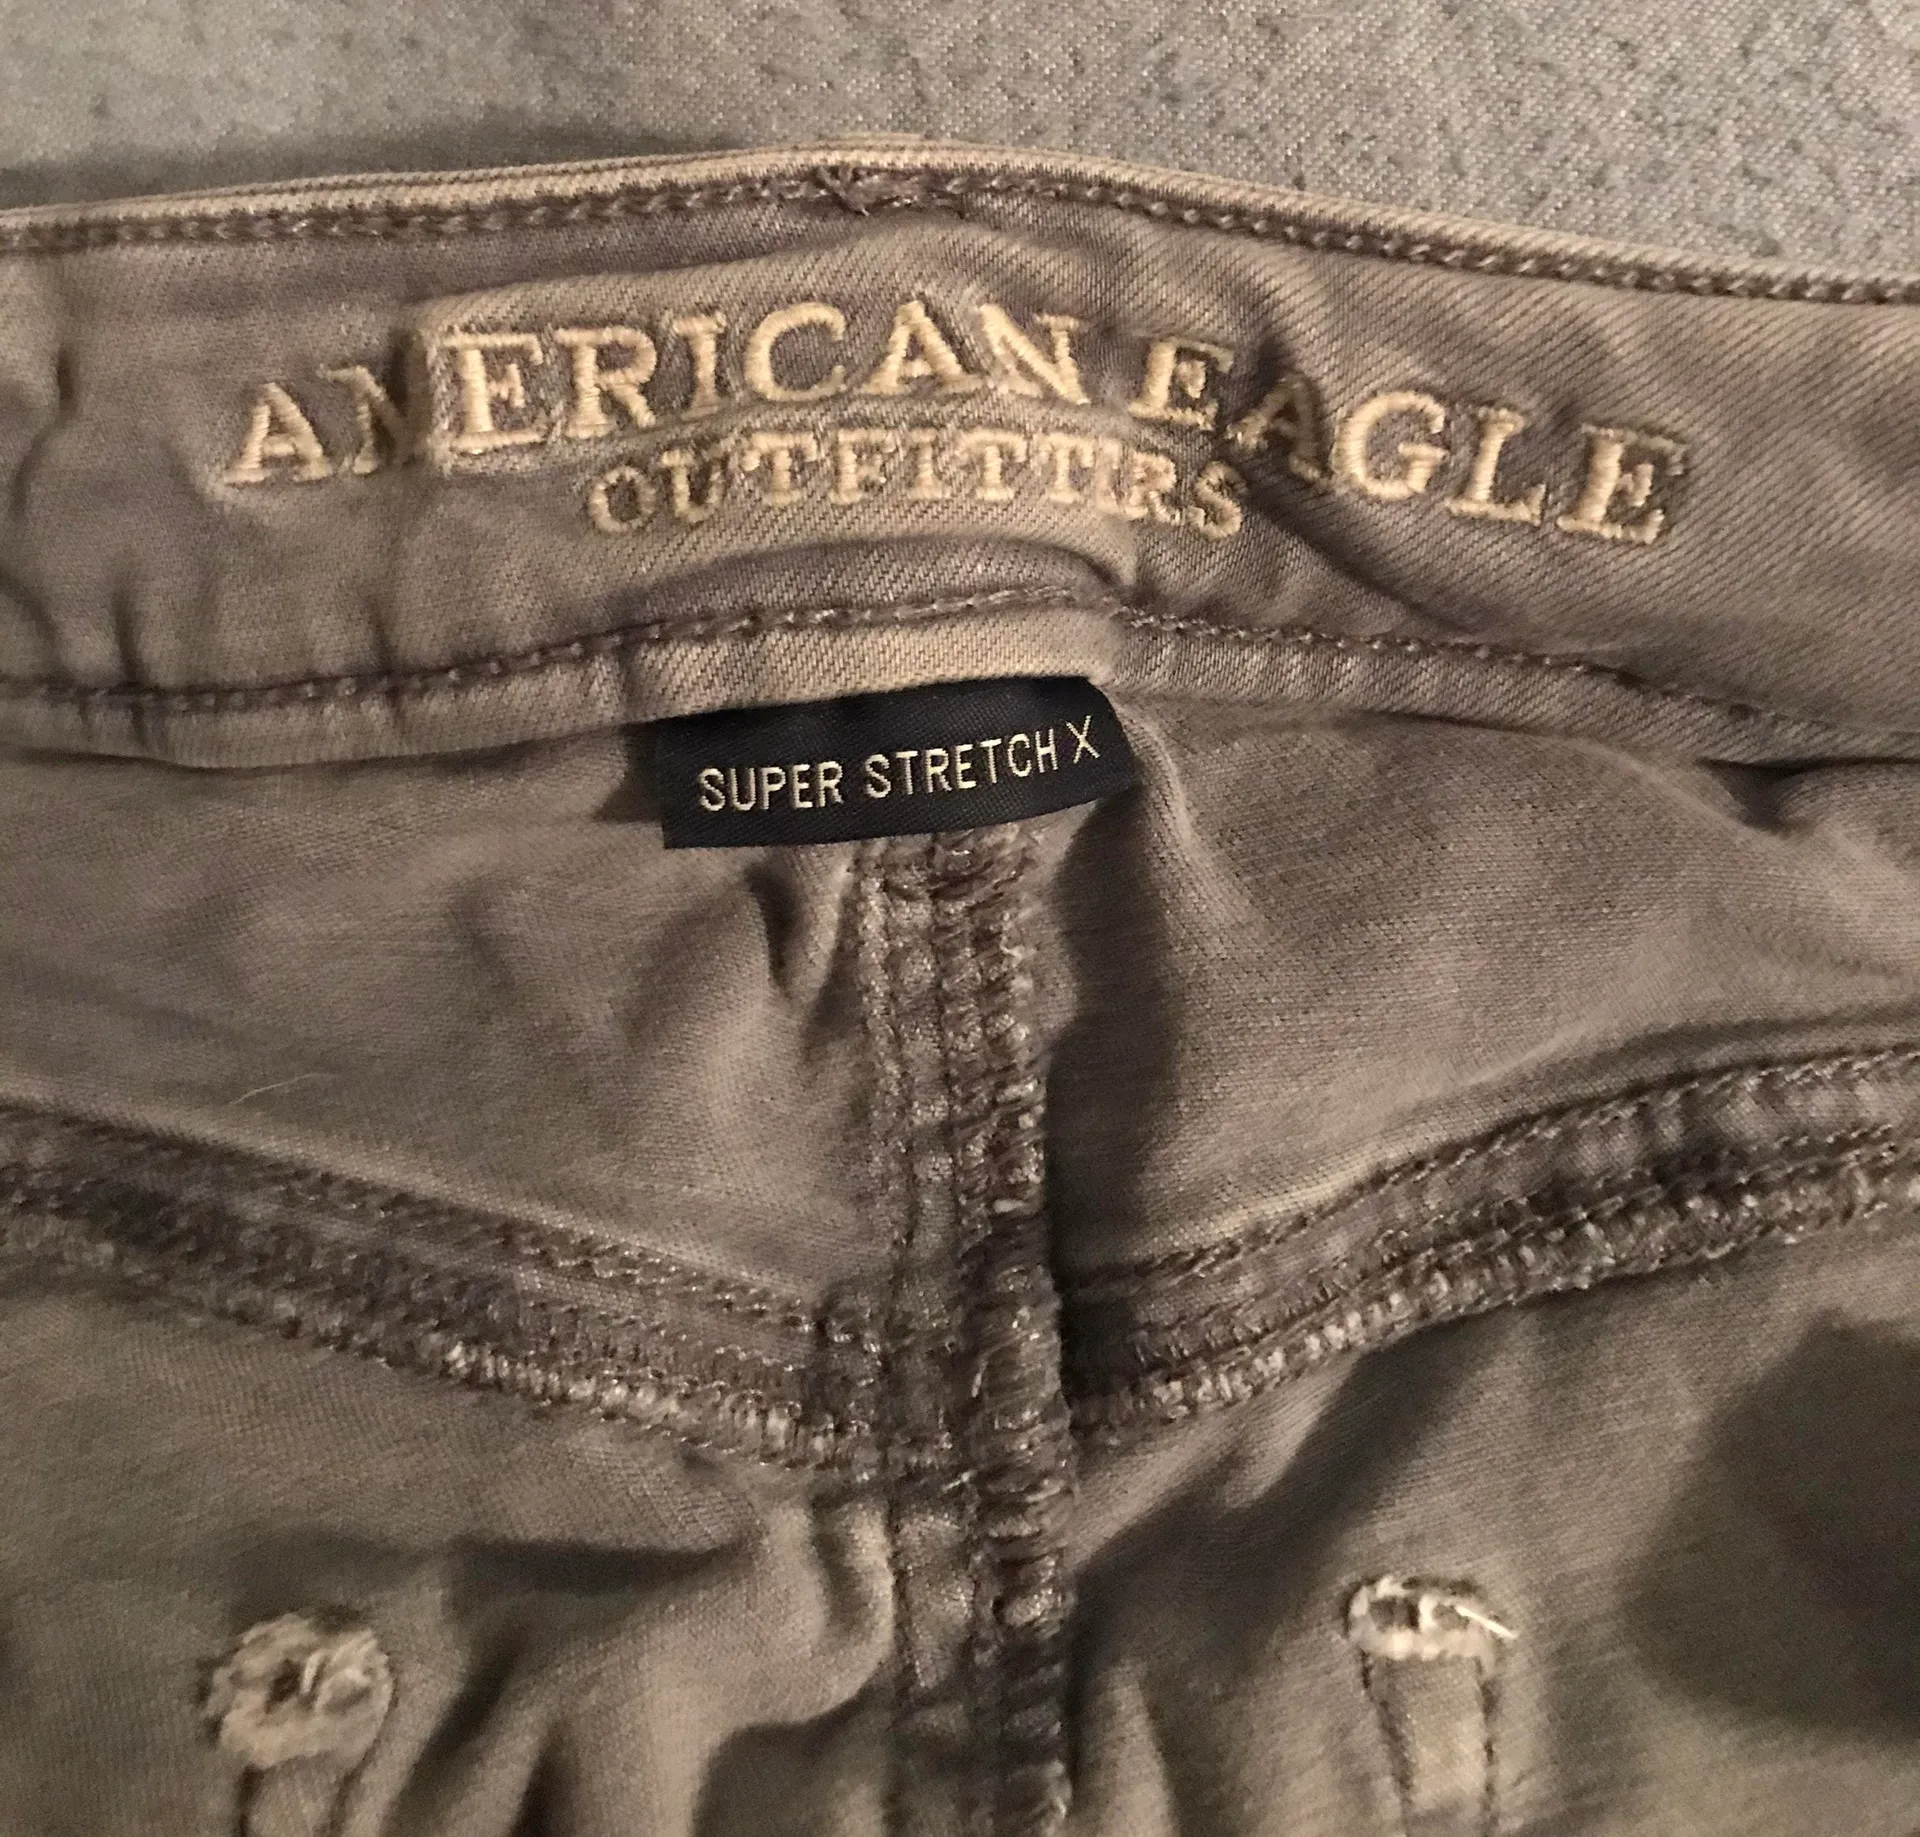 AMERICAN EAGLE
OUTFITTERS
SUPER STRETCH X